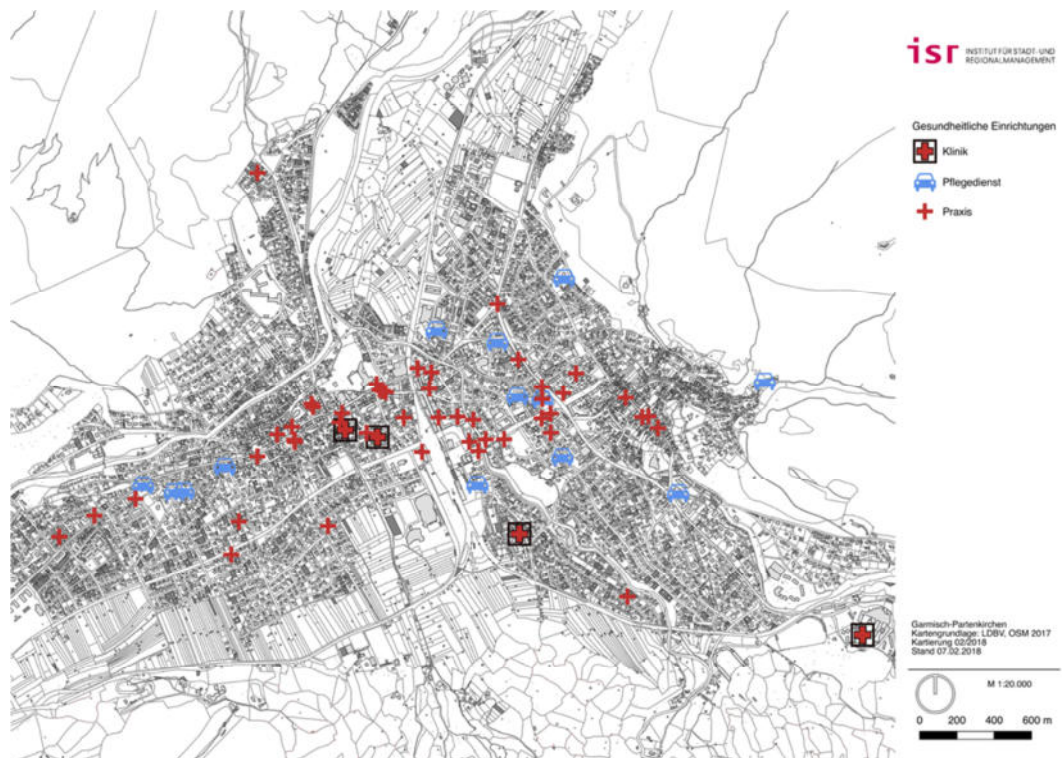 isr INSTITUT FÜR STADT- UND
REGIONALMANAGEMENT
Gesundheitliche Einrichtungen
Klinik
Pflegedienst
Praxis
Garmisch-Partenkirchen
Kartengrundlage: LDBV, OSM 2017
Kartierung 02/2018
Stand 07.02.2018
M 1:20.000
0 200 400 600 m